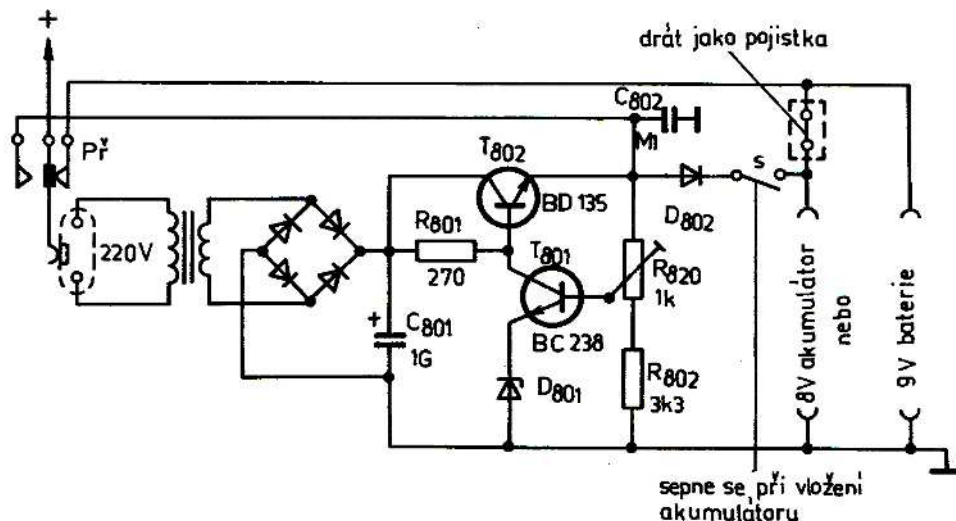 +
drát jako pojistka
C802
M1
Př
T802
S
BD 135
D802
220V
R801
270
T801
R820
1k
+
C801
1G
BC 238
D801
R802
3k3
8V akumulátor
nebo
9V baterie
sepne se při vložení
akumulátoru